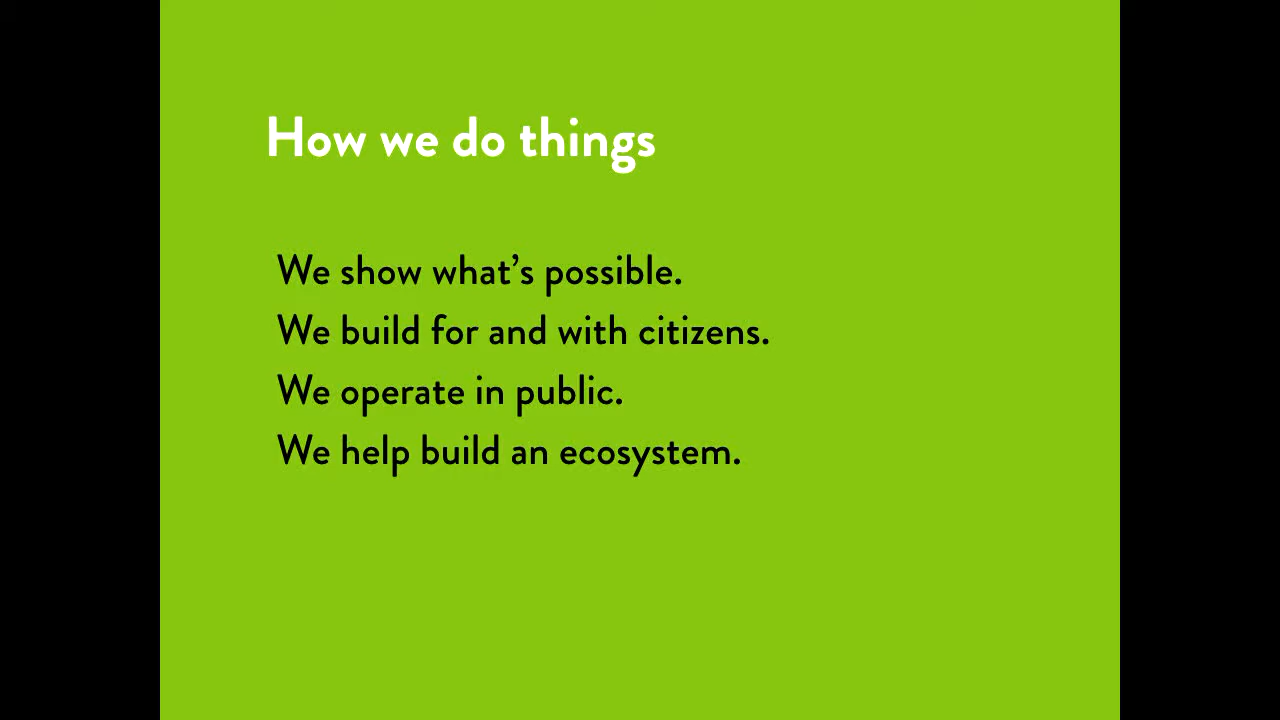 How we do things
We show what’s possible.
We build for and with citizens.
We operate in public.
We help build an ecosystem.